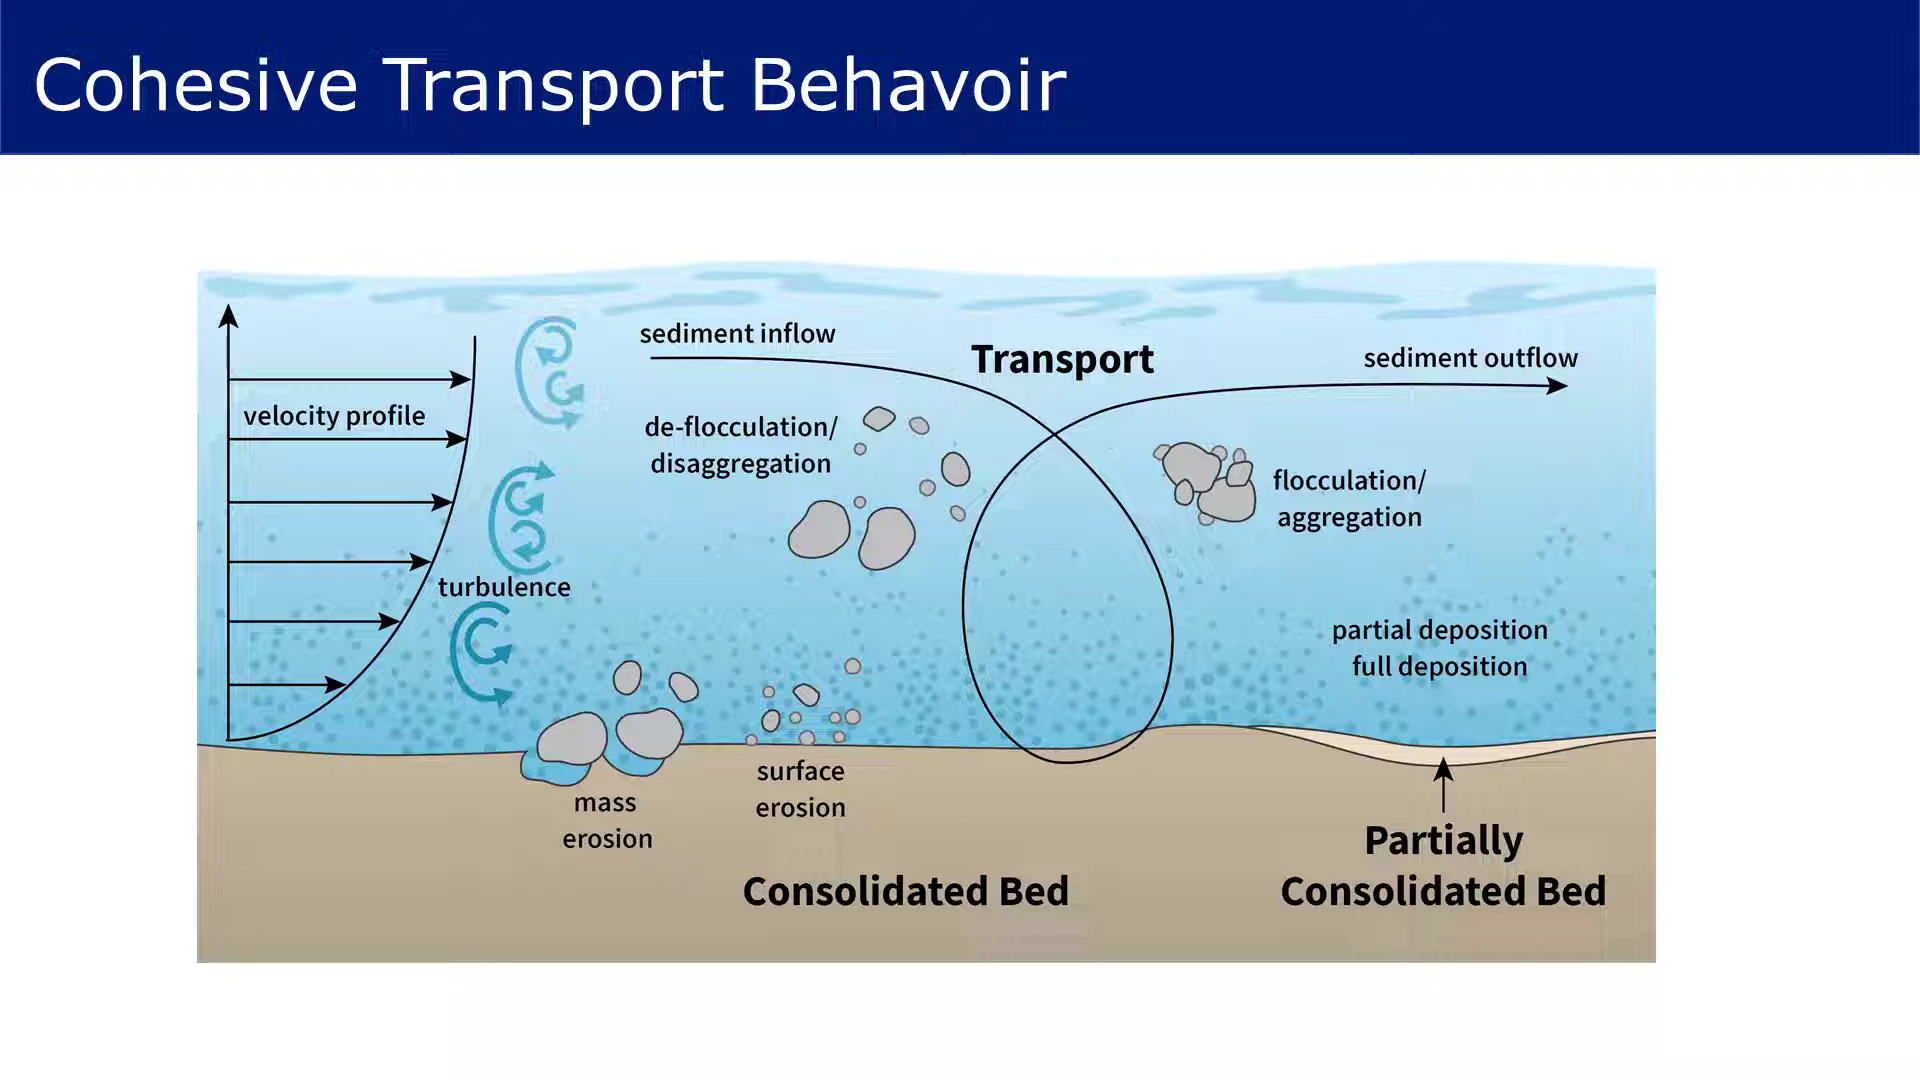 Cohesive Transport Behavoir
sediment inflow
Transport
sediment outflow
velocity profile
de-flocculation/
disaggregation
flocculation/
aggregation
turbulence
partial deposition
full deposition
surface
erosion
mass
erosion
Consolidated Bed
Partially
Consolidated Bed